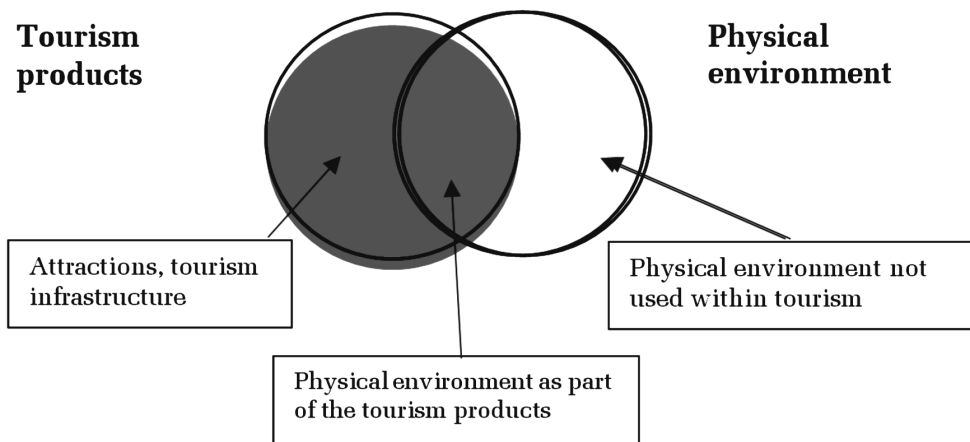 Tourism
products
Physical
environment
Attractions, tourism
infrastructure
Physical environment not
used within tourism
Physical environment as part
of the tourism products